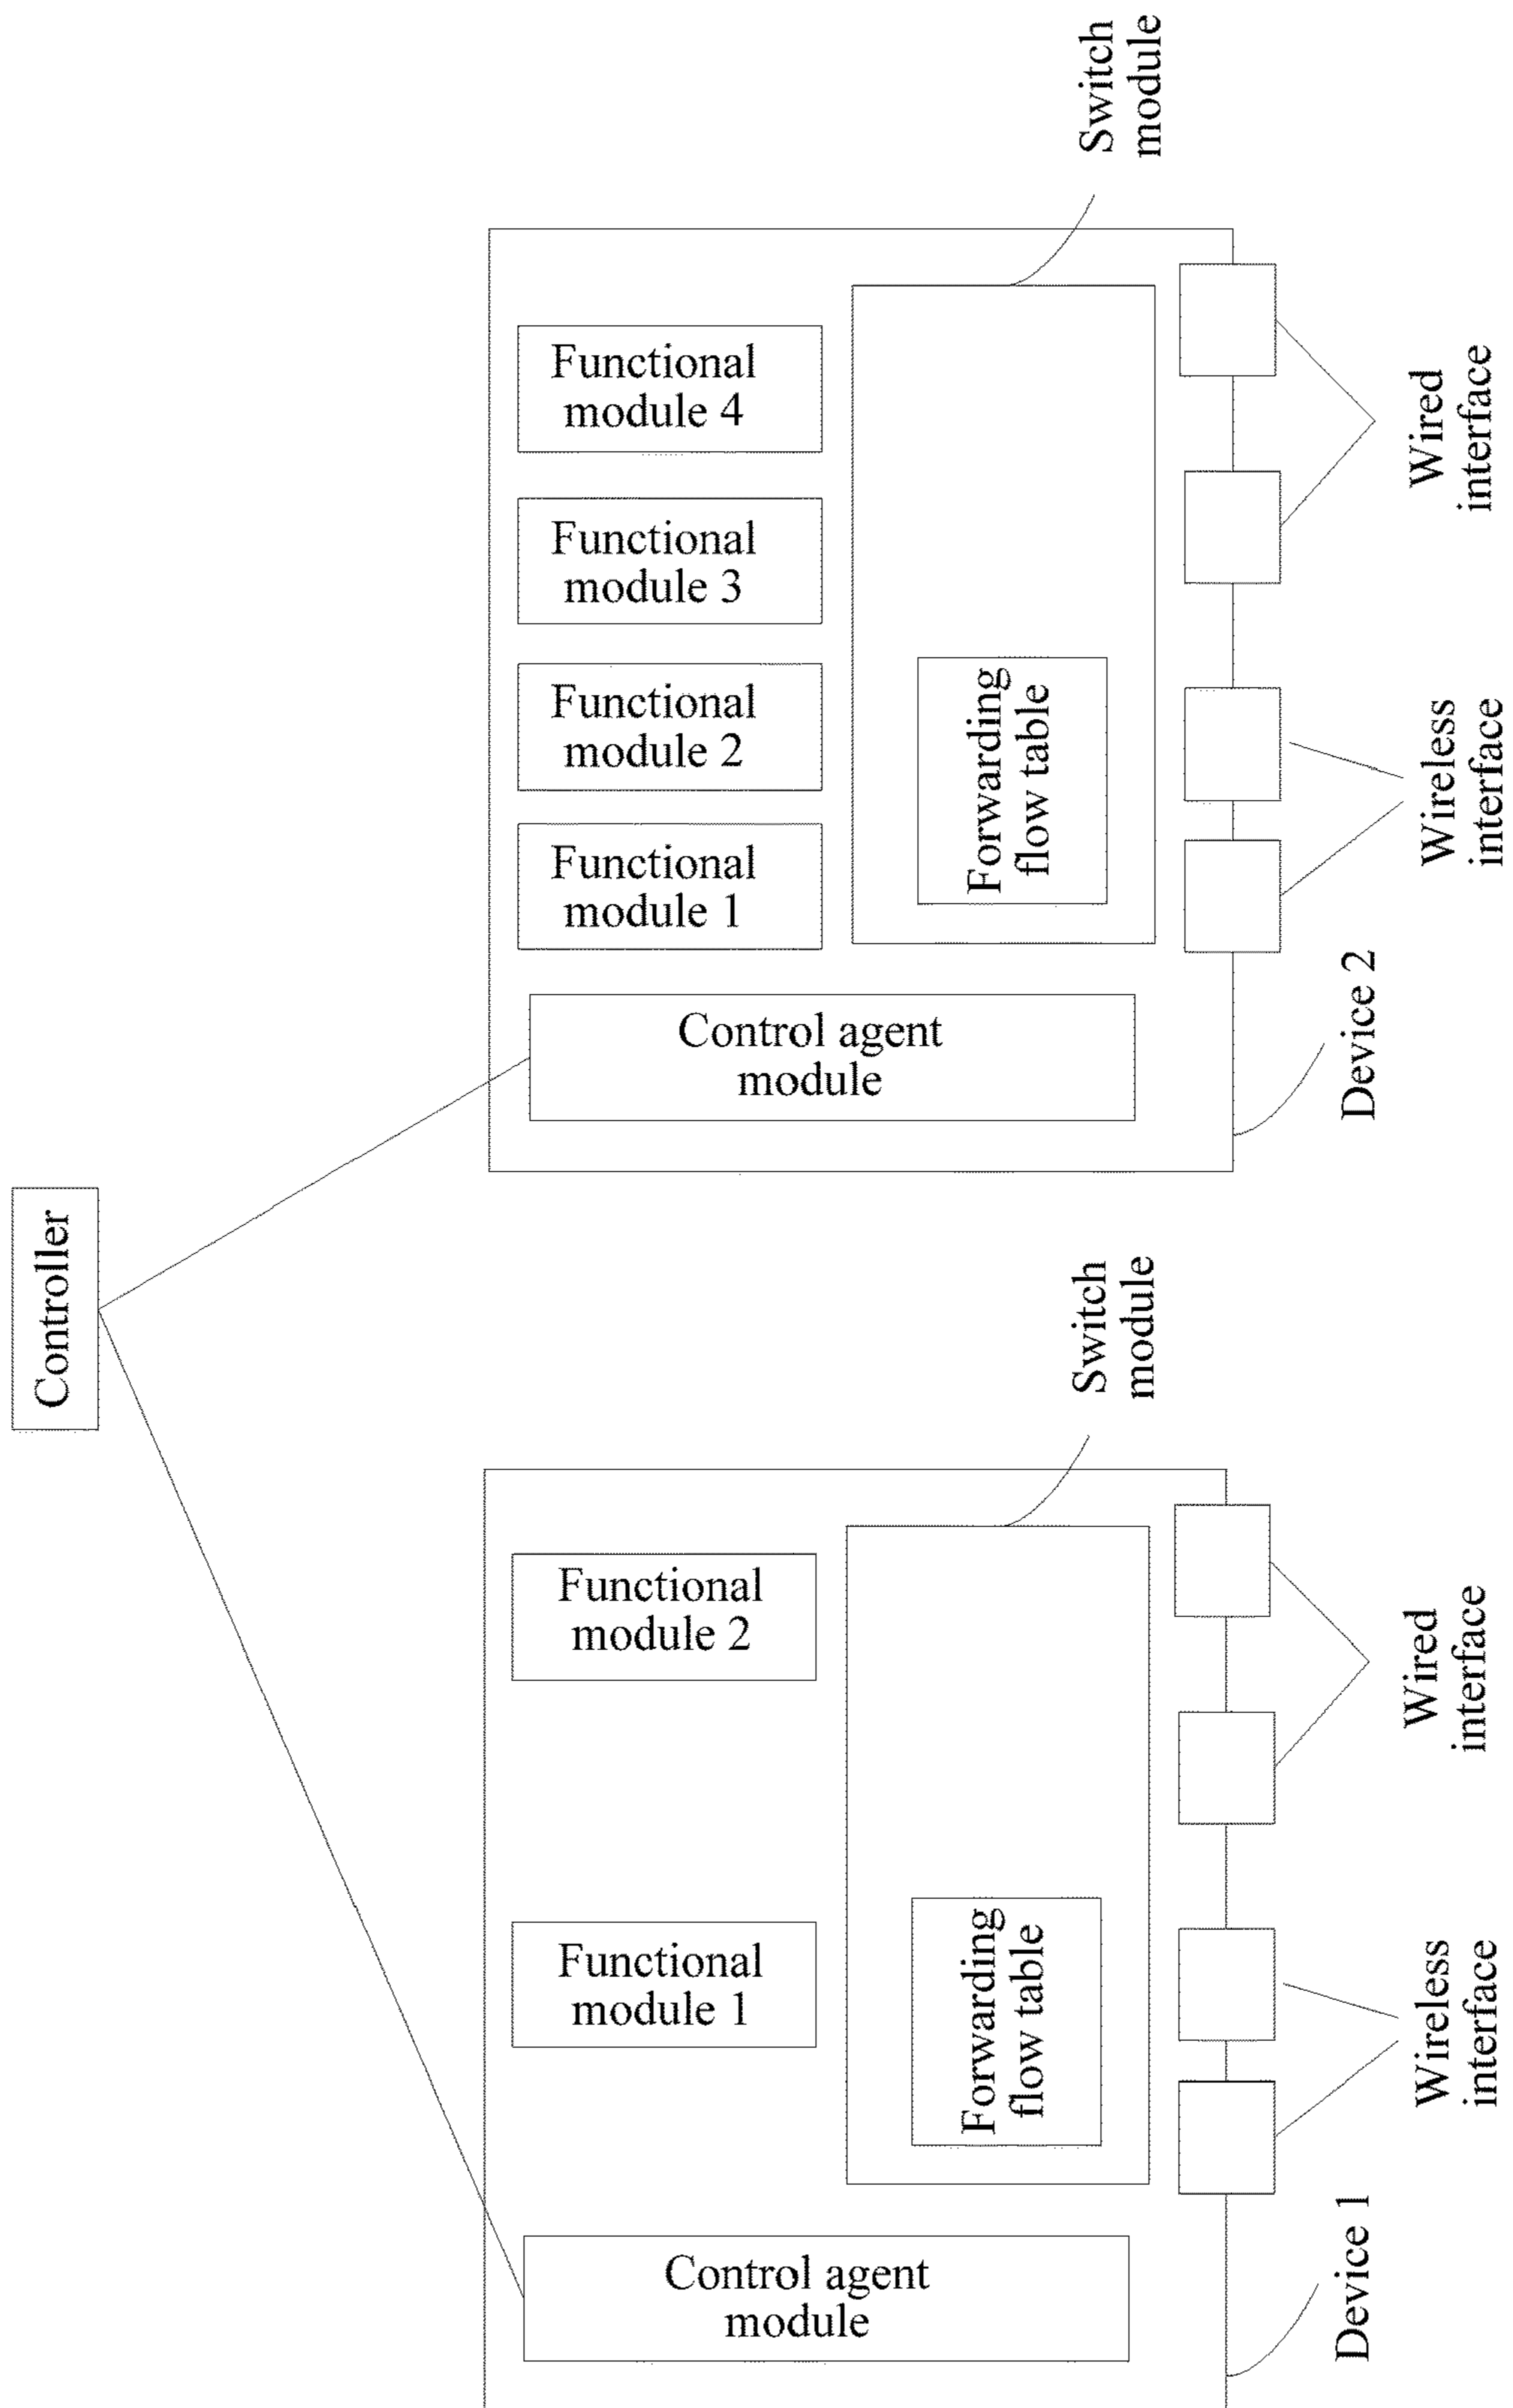 Controller
Control agent
module
Functional
module 1
Functional
module 2
Forwarding
flow table
Switch
module
Device 1
Wireless
interface
Wired
interface
Control agent
module
Functional
module 1
Functional
module 2
Functional
module 3
Functional
module 4
Forwarding
flow table
Switch
module
Device 2
Wireless
interface
Wired
interface